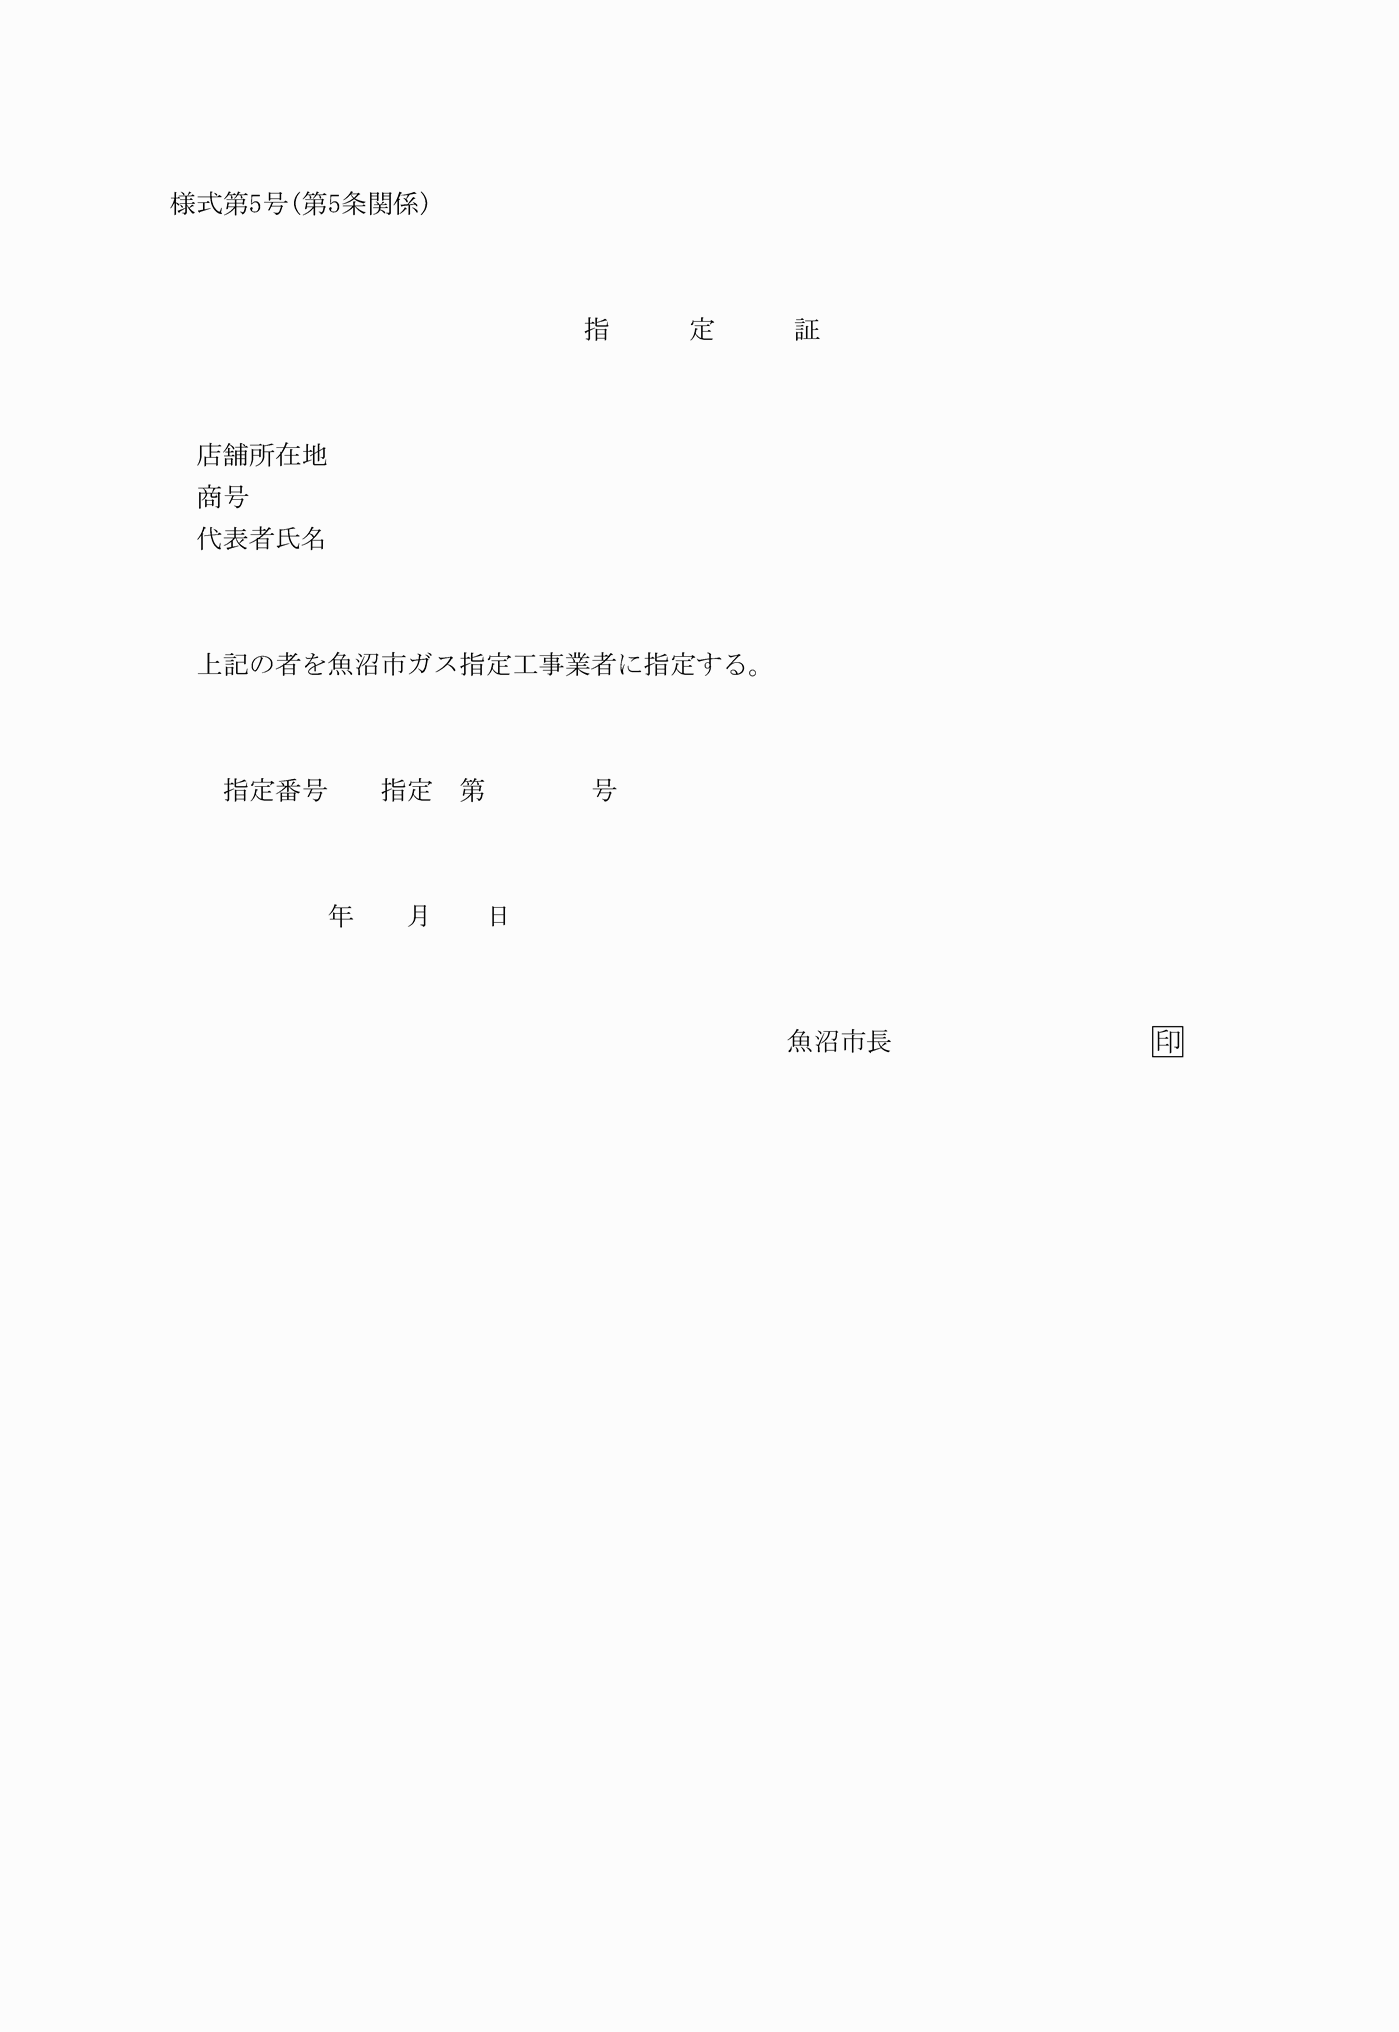 様式第5号(第5条関係)
指　　　定　　　証
店舗所在地
商号
代表者氏名
上記の者を魚沼市ガス指定工事業者に指定する。
指定番号　　指定　第　　　　号
年　　月　　日
魚沼市長　　　　　　　　　　印